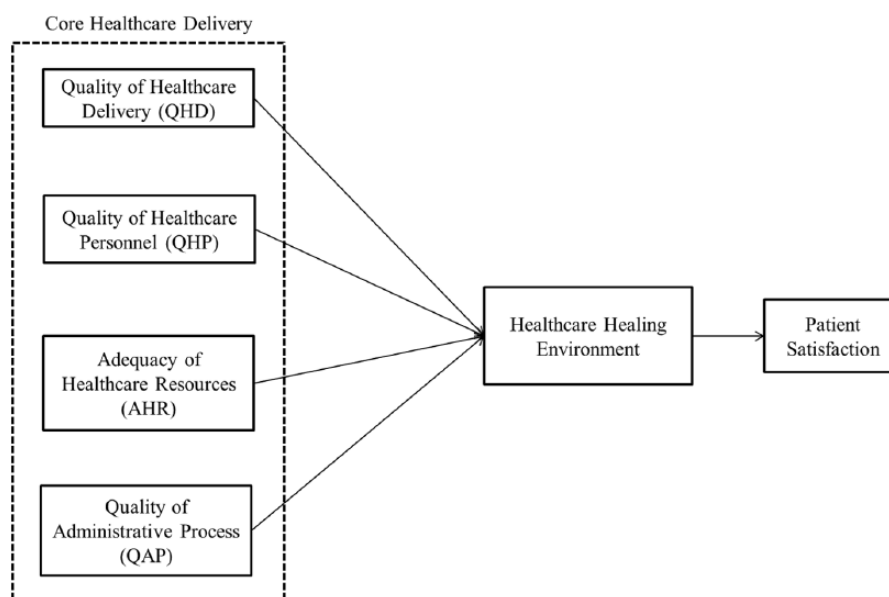 Core Healthcare Delivery
Quality of Healthcare
Delivery (QHD)
Quality of Healthcare
Personnel (QHP)
Adequacy of
Healthcare Resources
(AHR)
Quality of
Administrative Process
(QAP)
Healthcare Healing
Environment
Patient
Satisfaction